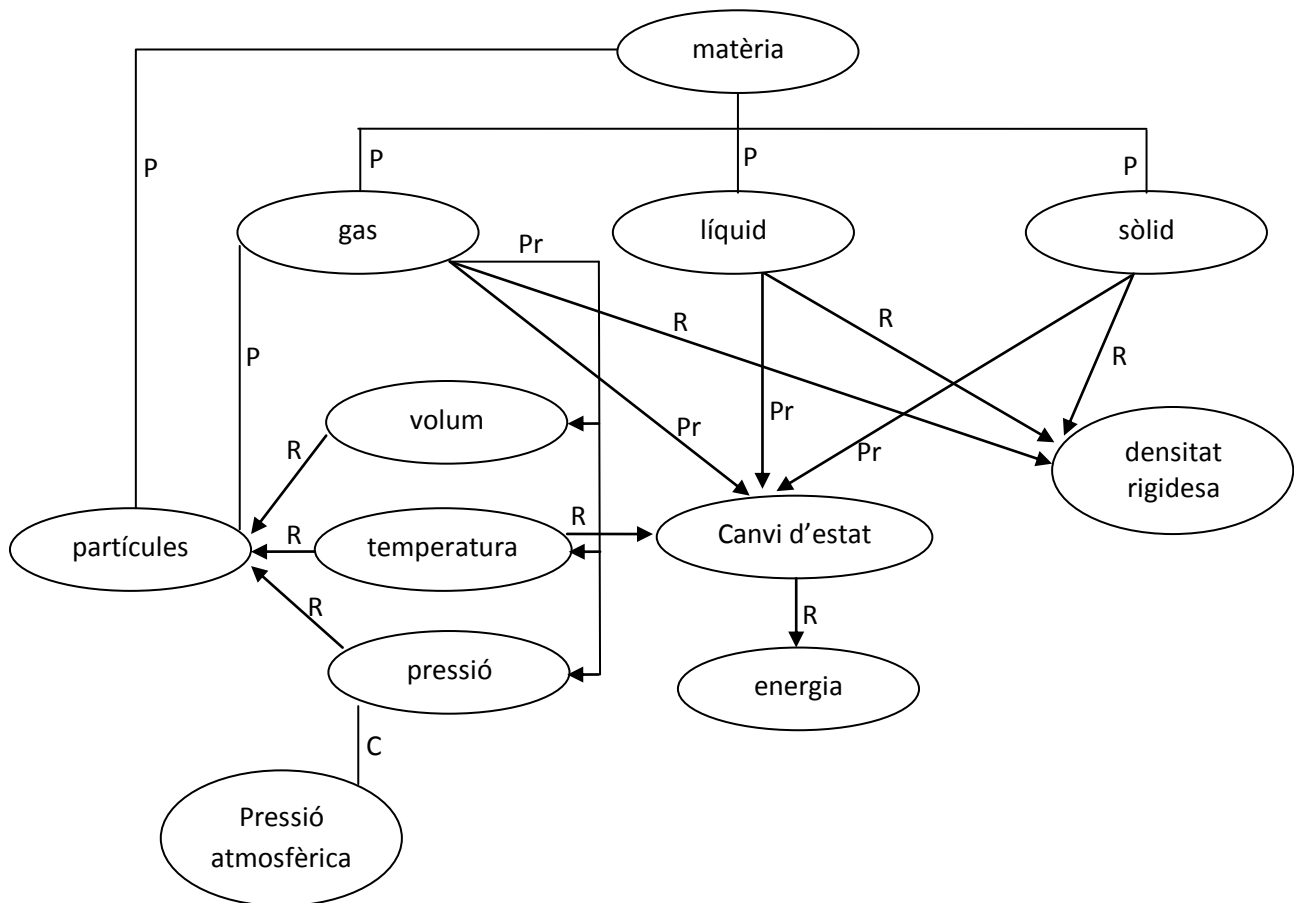 matèria
P
P
P
P
gas
líquid
sòlid
Pr
R
R
R
P
volum
Pr
Pr
Pr
R
densitat
rigidesa
partícules
R
temperatura
R
Canvi d’estat
R
R
pressió
energia
C
Pressió
atmosfèrica